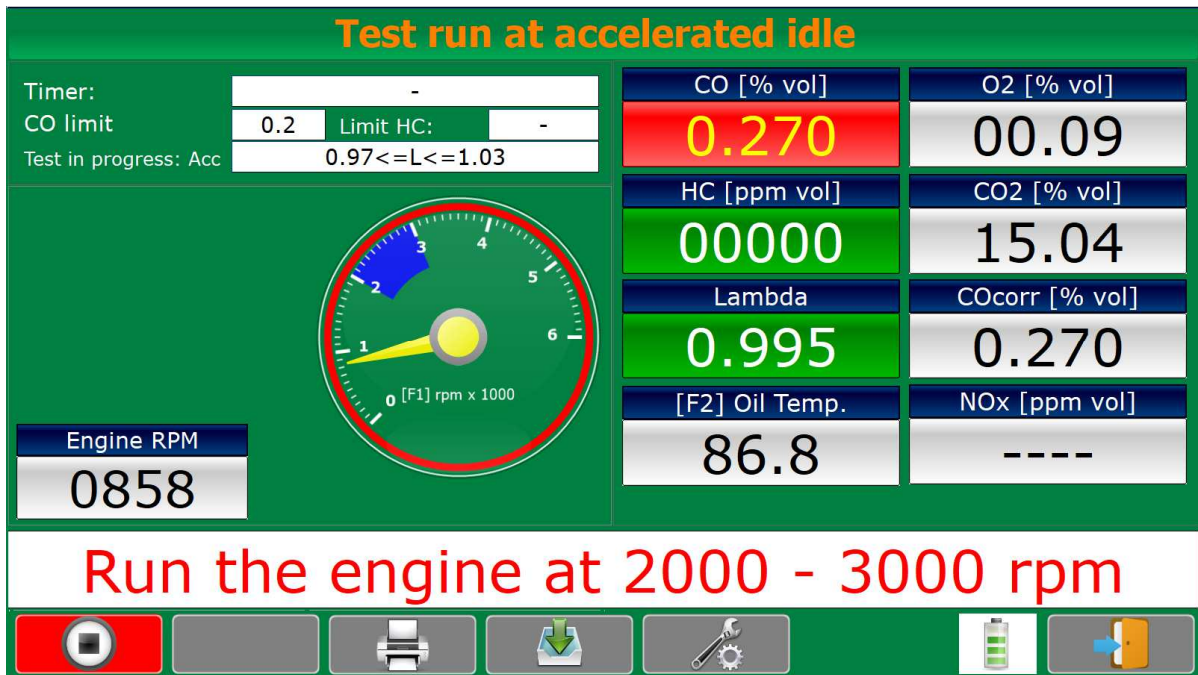 Test run at accelerated idle
Timer: -
CO limit 0.2 Limit HC: -
Test in progress: Acc 0.97<=L<=1.03
CO [% vol] O2 [% vol]
0.270 00.09
HC [ppm vol] CO2 [% vol]
00000 15.04
Lambda COcorr [% vol]
0.995 0.270
[F2] Oil Temp. NOx [ppm vol]
86.8 ----
0 1 2 3 4 5 6
[F1] rpm x 1000
Engine RPM
0858
Run the engine at 2000 - 3000 rpm